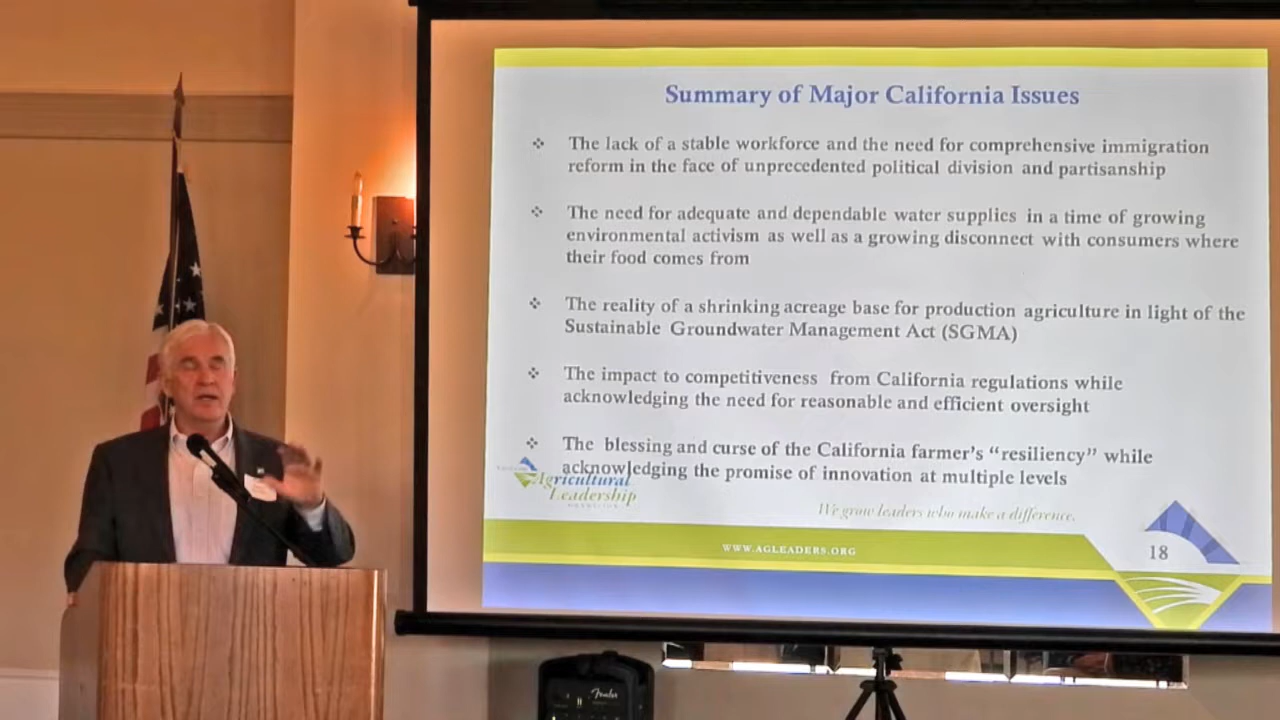 Summary of Major California Issues
The lack of a stable workforce and the need for comprehensive immigration
reform in the face of unprecedented political division and partisanship
The need for adequate and dependable water supplies in a time of growing
environmental activism as well as a growing disconnect with consumers where
their food comes from
The reality of a shrinking acreage base for production agriculture in light of the
Sustainable Groundwater Management Act (SGMA)
The impact to competitiveness from California regulations while
acknowledging the need for reasonable and efficient oversight
The blessing and curse of the California farmer's “resiliency” while
acknowledging the promise of innovation at multiple levels
Agricultural
Leadership
We grow leaders who make a difference.
WWW.AGLEADERS.ORG
18
Fender